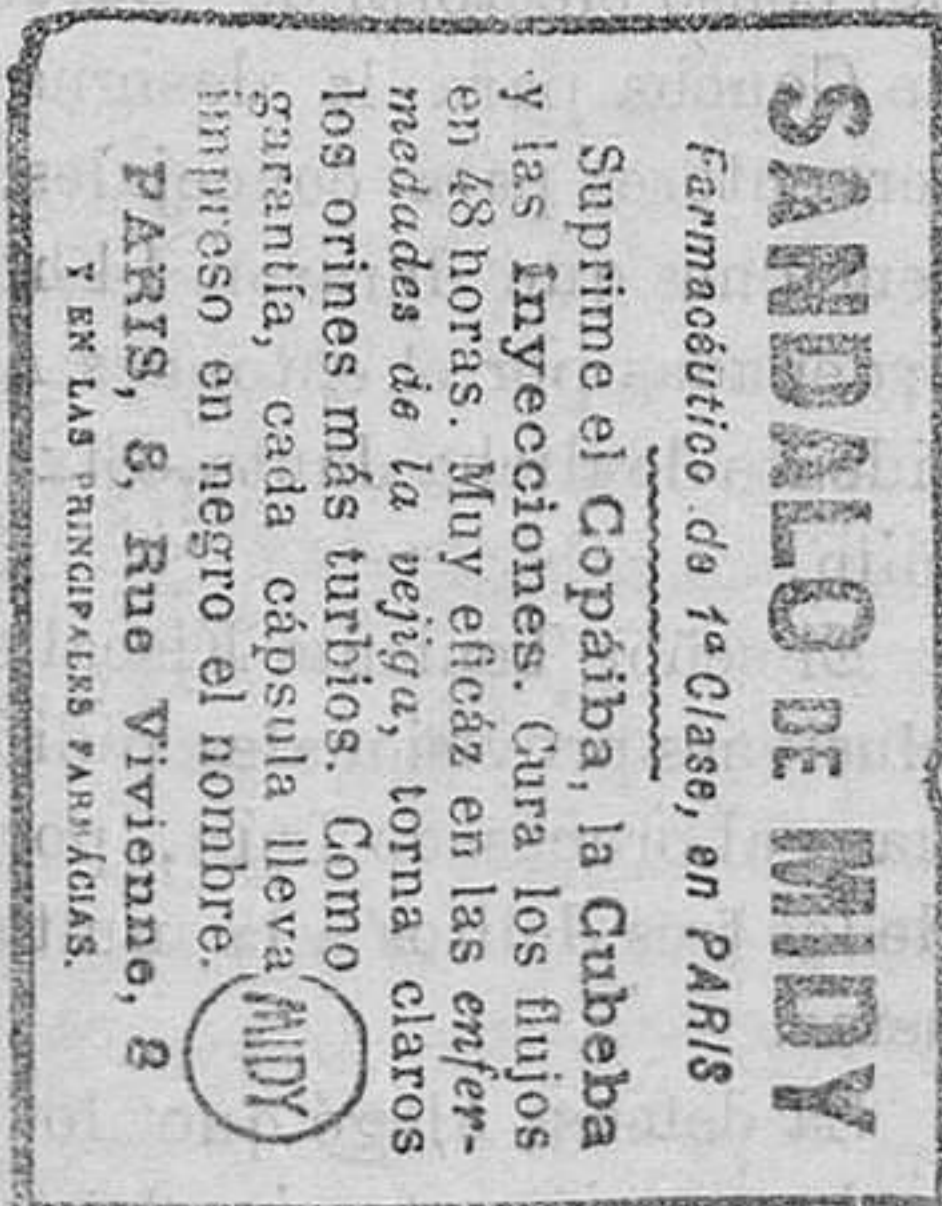 SANDALO DE MIDY
Farmacéutico de 1ª Clase, en PARIS
Suprime el Copáiba, la Cubeba
y las Inyecciones. Cura los flujos
en 48 horas. Muy eficáz en las enfer-
medades de la vejiga, torna claros
los orines más turbios. Como
garantía, cada cápsula lleva
impreso en negro el nombre.
MIDY
PARIS, 8, Rue Vivienne, 8
Y EN LAS PRINCIPALES FARMÁCIAS.